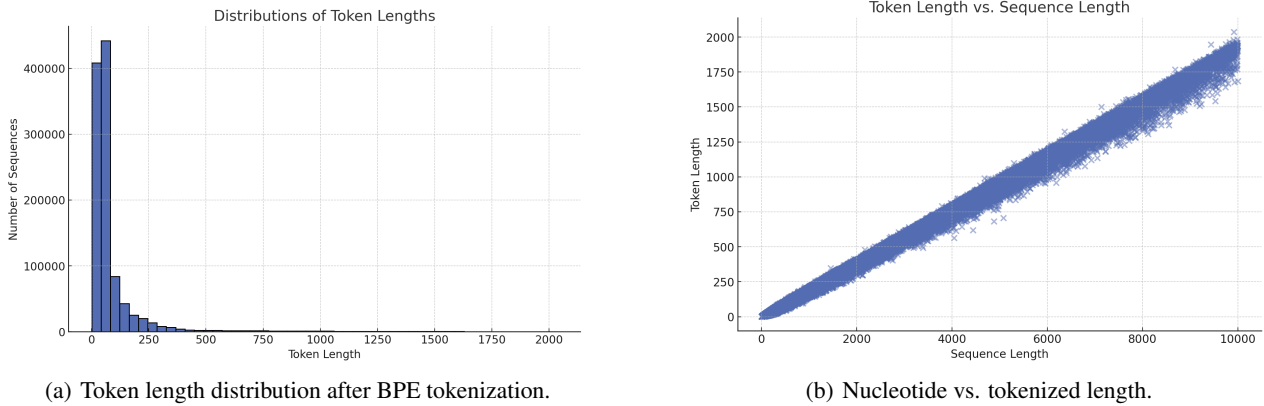 Distributions of Token Lengths
400000
300000
200000
100000
0
Number of Sequences
0 250 500 750 1000 1250 1500 1750 2000
Token Length
(a) Token length distribution after BPE tokenization.
Token Length vs. Sequence Length
2000
1750
1500
1250
1000
750
500
250
0
Token Length
0 2000 4000 6000 8000 10000
Sequence Length
(b) Nucleotide vs. tokenized length.